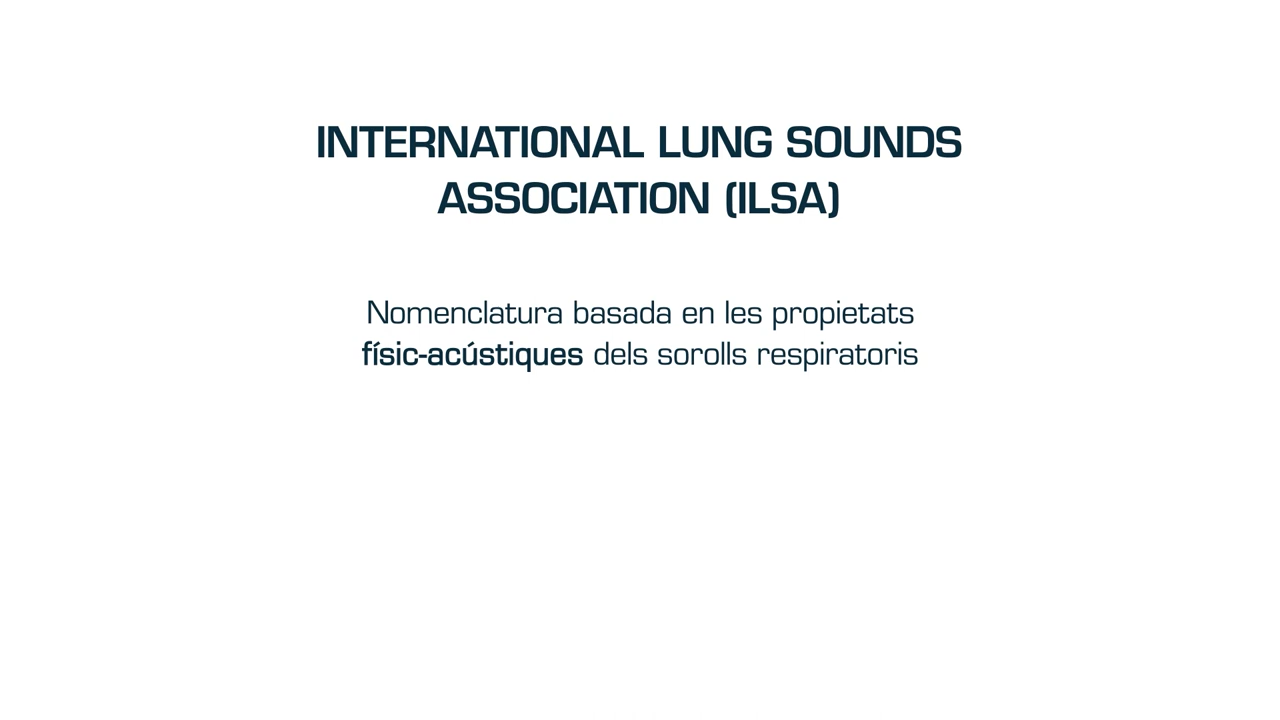 INTERNATIONAL LUNG SOUNDS
ASSOCIATION (ILSA)
Nomenclatura basada en les propietats
físic-acústiques dels sorolls respiratoris